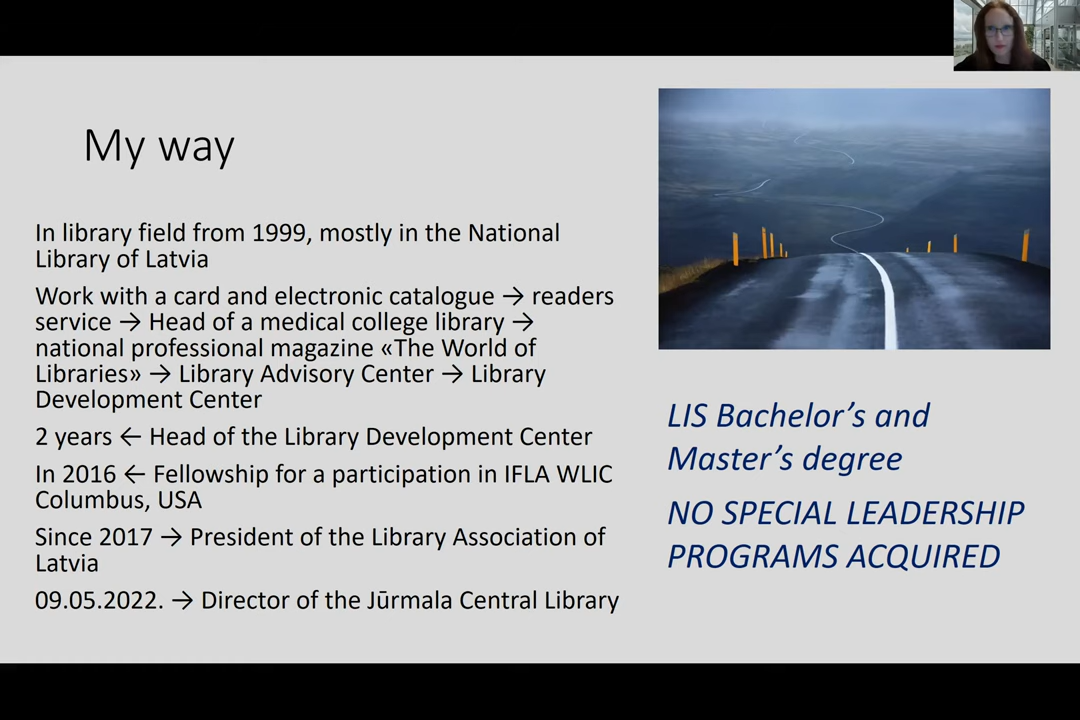 My way
In library field from 1999, mostly in the National
Library of Latvia
Work with a card and electronic catalogue → readers
service → Head of a medical college library →
national professional magazine «The World of
Libraries» → Library Advisory Center → Library
Development Center
2 years ← Head of the Library Development Center
In 2016 ← Fellowship for a participation in IFLA WLIC
Columbus, USA
Since 2017 → President of the Library Association of
Latvia
09.05.2022. → Director of the Jūrmala Central Library
LIS Bachelor’s and
Master’s degree
NO SPECIAL LEADERSHIP
PROGRAMS ACQUIRED